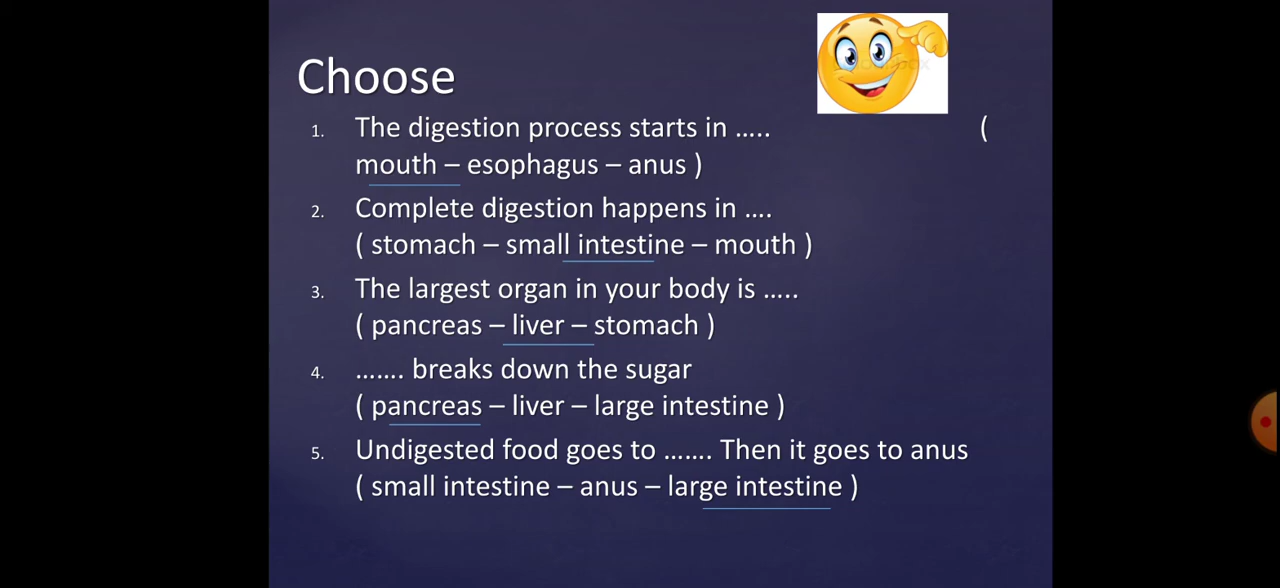 Choose
1. The digestion process starts in ..... (
mouth – esophagus – anus )
2. Complete digestion happens in ....
( stomach – small intestine – mouth )
3. The largest organ in your body is .....
( pancreas – liver – stomach )
4. ....... breaks down the sugar
( pancreas – liver – large intestine )
5. Undigested food goes to ....... Then it goes to anus
( small intestine – anus – large intestine )